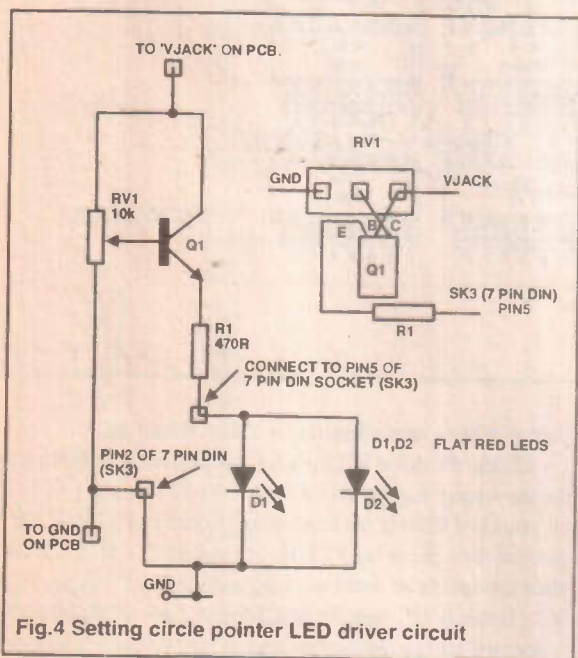 TO 'VJACK' ON PCB.
RV1
GND
VJACK
RV1
10k
Q1
E
B
C
Q1
SK3 (7 PIN DIN)
PIN5
R1
R1
470R
CONNECT TO PIN5 OF
7 PIN DIN SOCKET (SK3)
PIN2 OF 7 PIN DIN
(SK3)
D1,D2 FLAT RED LEDS
D1
D2
TO GND
ON PCB
GND
Fig.4 Setting circle pointer LED driver circuit